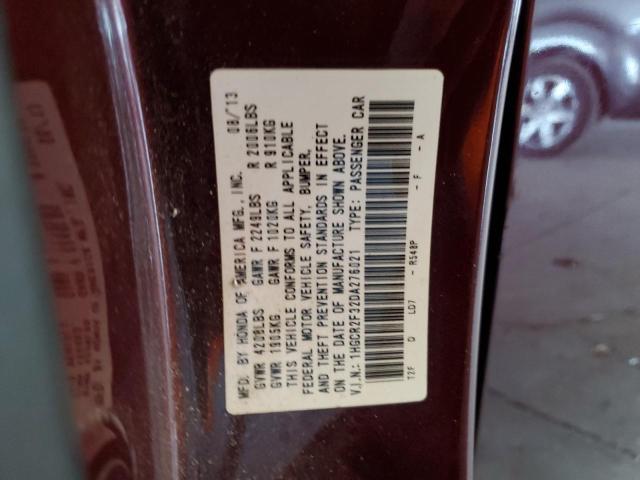 MFG. BY HONDA OF AMERICA MFG., INC. 08/13
GVWR 4208LBS GAWR F 2249LBS R 2006LBS
GVWR 1905KG GAWR F 1020KG R 910KG
THIS VEHICLE CONFORMS TO ALL APPLICABLE
FEDERAL MOTOR VEHICLE SAFETY, BUMPER,
AND THEFT PREVENTION STANDARDS IN EFFECT
ON THE DATE OF MANUFACTURE SHOWN ABOVE.
V.I.N.: 1HGCR2F32DA276021 TYPE: PASSENGER CAR
T2F D LD7 - R548P - F - A